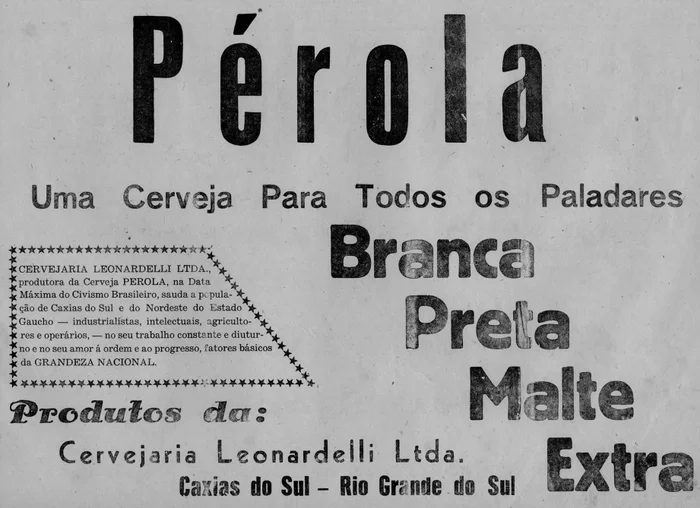 Pérola
Uma Cerveja Para Todos os Paladares
Branca
Preta
Malte
Extra
CERVEJARIA LEONARDELLI LTDA.,
produtora da Cerveja PEROLA, na Data
Máxima do Civismo Brasileiro, sauda a popula-
ção de Caxias do Sul e do Nordeste do Estado
Gaucho — industrialistas, intelectuais, agriculto-
res e operários, — no seu trabalho constante e diutur-
no e no seu amor á ordem e ao progresso, fatores básicos
da GRANDEZA NACIONAL.
Produtos da:
Cervejaria Leonardelli Ltda.
Caxias do Sul - Rio Grande do Sul